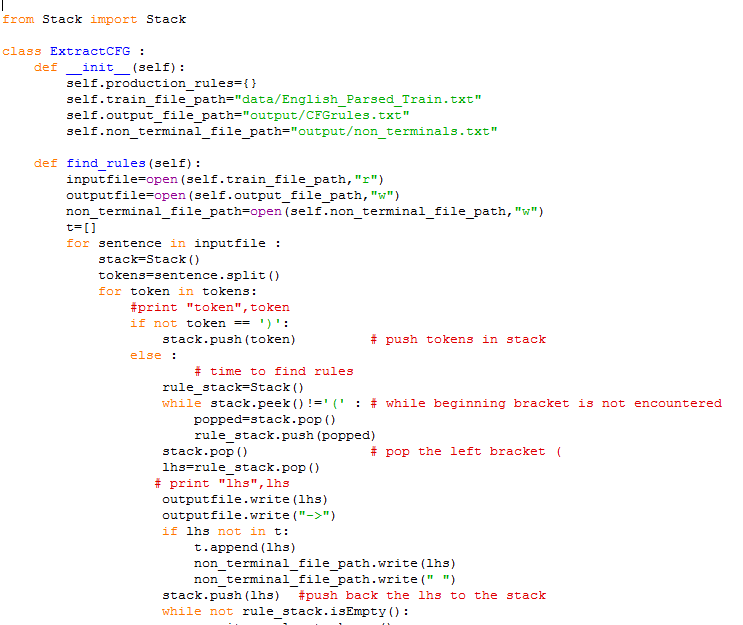 from Stack import Stack
class ExtractCFG :
    def __init__(self):
        self.production_rules={}
        self.train_file_path="data/English_Parsed_Train.txt"
        self.output_file_path="output/CFGrules.txt"
        self.non_terminal_file_path="output/non_terminals.txt"
    def find_rules(self):
        inputfile=open(self.train_file_path,"r")
        outputfile=open(self.output_file_path,"w")
        non_terminal_file_path=open(self.non_terminal_file_path,"w")
        t=[]
        for sentence in inputfile :
            stack=Stack()
            tokens=sentence.split()
            for token in tokens:
                #print "token",token
                if not token == ')':
                    stack.push(token)         # push tokens in stack
                else :
                        # time to find rules
                    rule_stack=Stack()
                    while stack.peek()!='(' : # while beginning bracket is not encountered
                        popped=stack.pop()
                        rule_stack.push(popped)
                    stack.pop()               # pop the left bracket (
                    lhs=rule_stack.pop()
                   # print "lhs",lhs
                    outputfile.write(lhs)
                    outputfile.write("->")
                    if lhs not in t:
                        t.append(lhs)
                        non_terminal_file_path.write(lhs)
                        non_terminal_file_path.write(" ")
                    stack.push(lhs)  #push back the lhs to the stack
                    while not rule_stack.isEmpty():